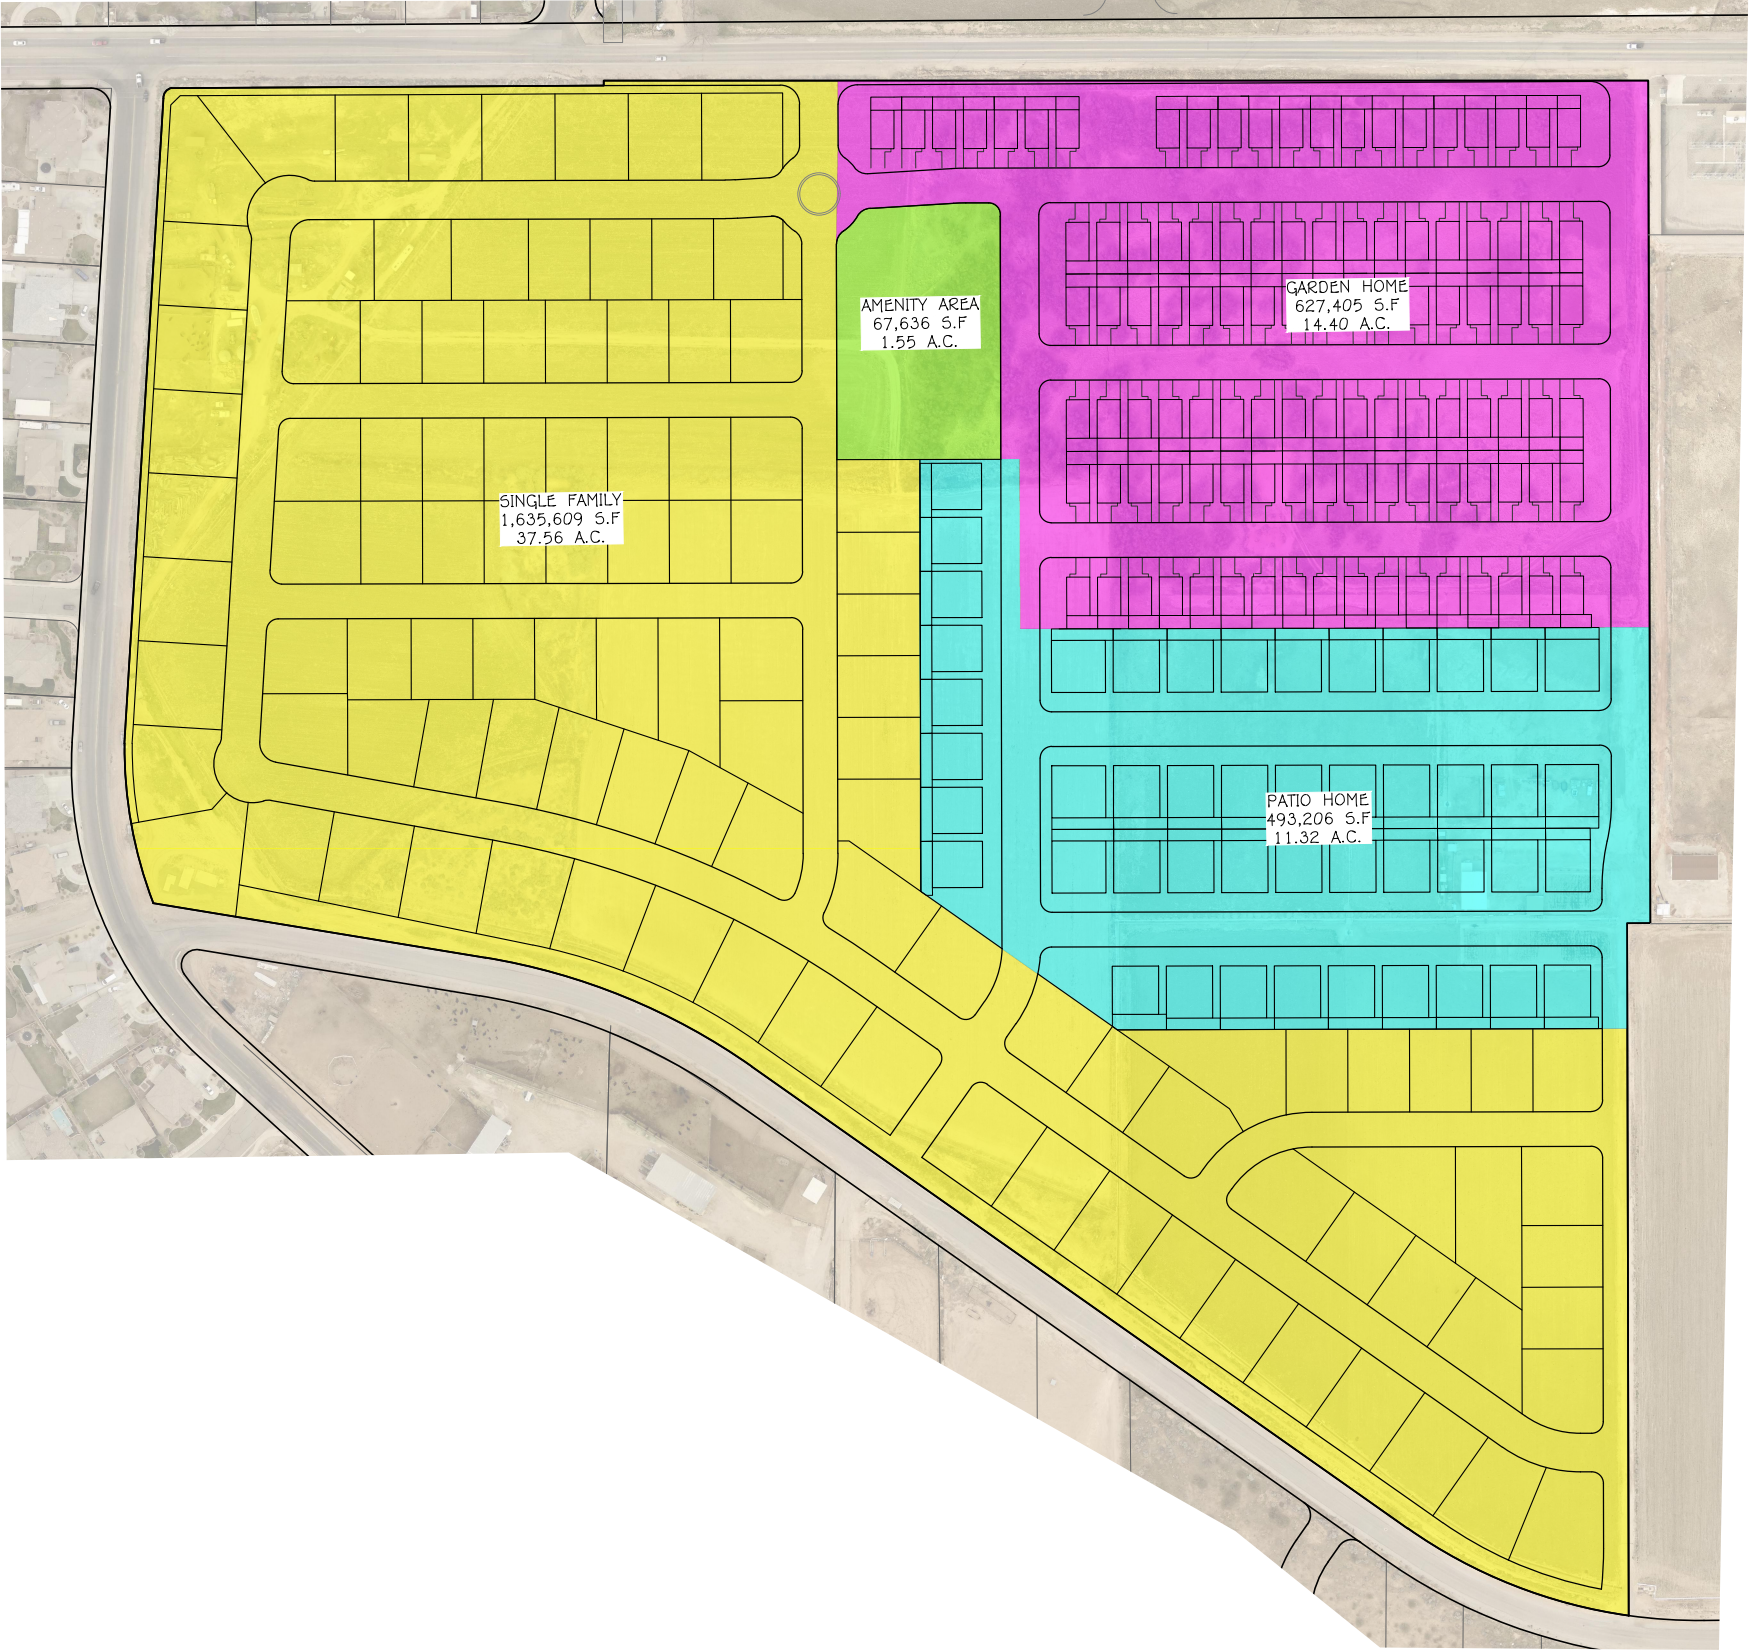 GARDEN HOME
627,405 S.F
14.40 A.C.
AMENITY AREA
67,636 S.F
1.55 A.C.
SINGLE FAMILY
1,635,609 S.F
37.56 A.C.
PATIO HOME
493,206 S.F
11.32 A.C.